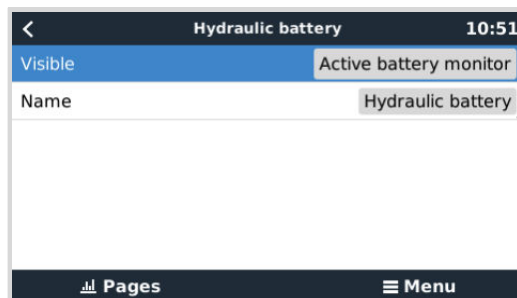 Hydraulic battery 10:51
Visible Active battery monitor
Name Hydraulic battery
Pages Menu